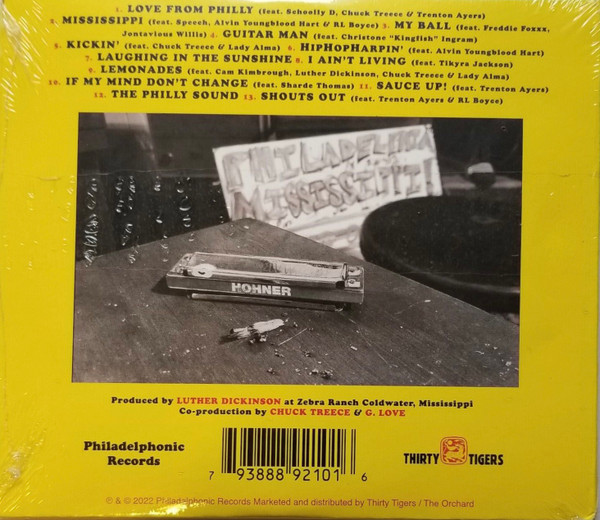 1. LOVE FROM PHILLY (feat. Schoolly D, Chuck Treece & Trenton Ayers)
2. MISSISSIPPI (feat. Speech, Alvin Youngblood Hart & RL Boyce) 3. MY BALL (feat. Freddie Foxxx,
Jontavious Willis) 4. GUITAR MAN (feat. Christone "Kingfish" Ingram)
5. KICKIN' (feat. Chuck Treece & Lady Alma) 6. HIPHOPHARPIN' (feat. Alvin Youngblood Hart)
7. LAUGHING IN THE SUNSHINE 8. I AIN'T LIVING (feat. Tikyra Jackson)
9. LEMONADES (feat. Cam Kimbrough, Luther Dickinson, Chuck Treece & Lady Alma)
10. IF MY MIND DON'T CHANGE (feat. Sharde Thomas) 11. SAUCE UP! (feat. Trenton Ayers)
12. THE PHILLY SOUND 13. SHOUTS OUT (feat. Trenton Ayers & RL Boyce)
PHILADELPHIA
MISSISSIPPI!
HOHNER
Produced by LUTHER DICKINSON at Zebra Ranch Coldwater, Mississippi
Co-production by CHUCK TREECE & G. LOVE
Philadelphonic
Records
THIRTY TIGERS
7 93888 92101 6
℗ & © 2022 Philadelphonic Records Marketed and distributed by Thirty Tigers / The Orchard